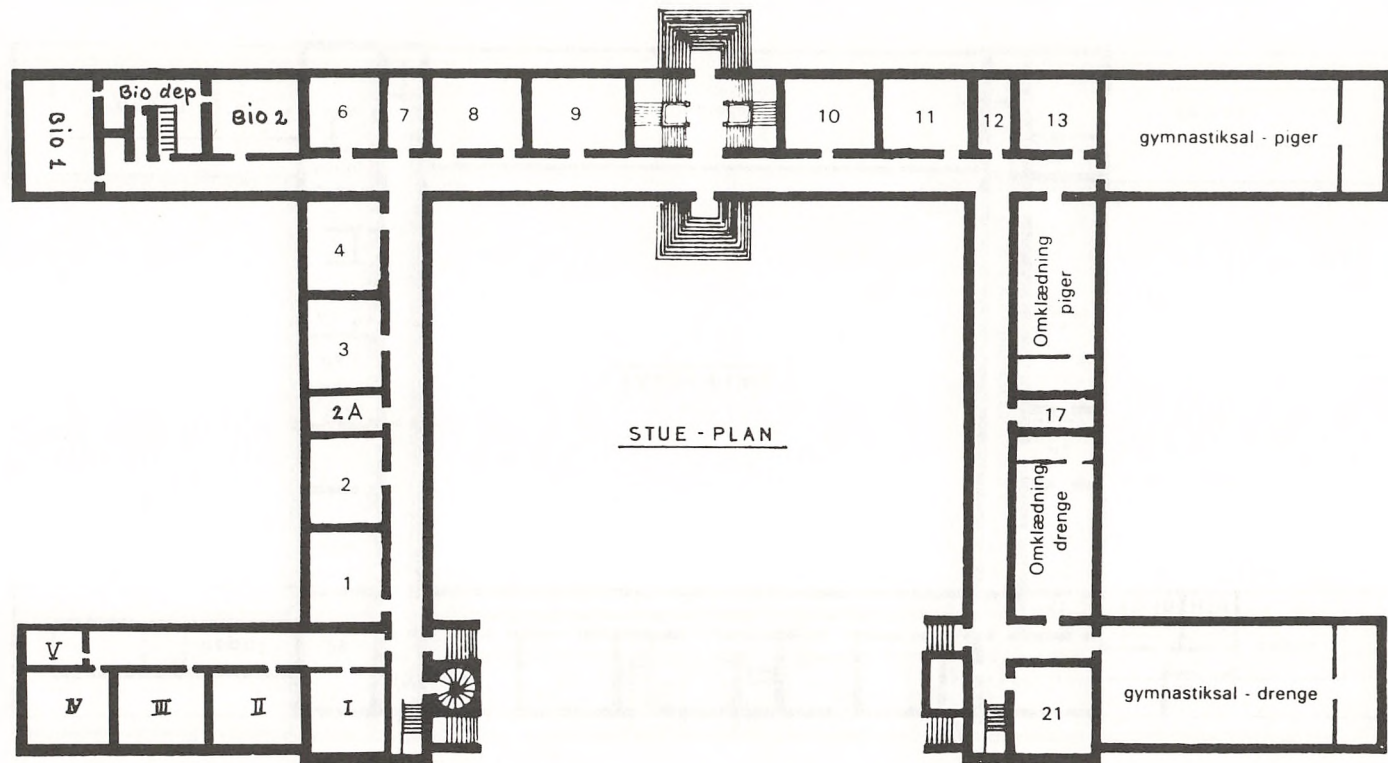 Bio dep
BIO 1
BIO 2
6
7
8
9
10
11
12
13
gymnastiksal - piger
4
3
2A
2
1
STUE - PLAN
Omklædning
piger
17
Omklædning
drenge
V
IV
III
II
I
21
gymnastiksal - drenge